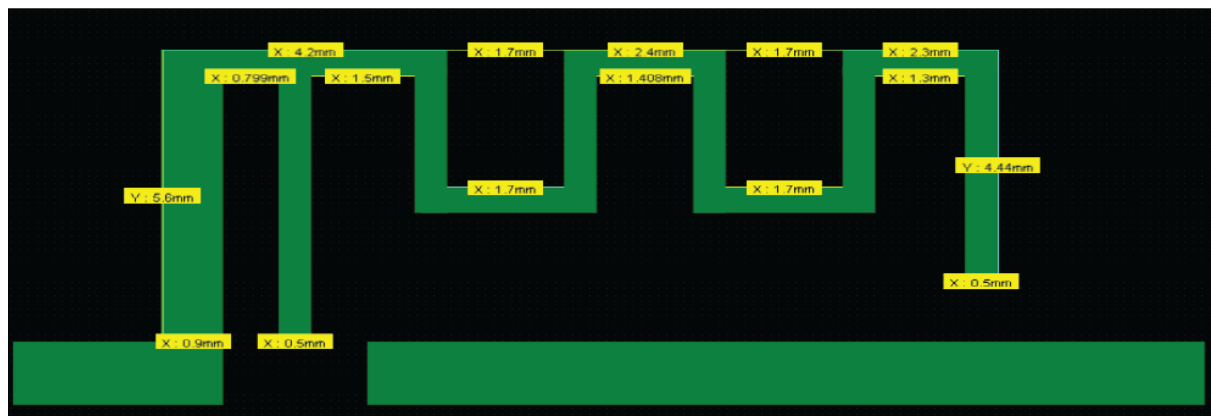 X : 4.2mm
X : 1.7mm
X : 2.4mm
X : 1.7mm
X : 2.3mm
X : 0.799mm
X : 1.5mm
X : 1.408mm
X : 1.3mm
Y : 5.6mm
X : 1.7mm
X : 1.7mm
Y : 4.44mm
X : 0.5mm
X : 0.9mm
X : 0.5mm